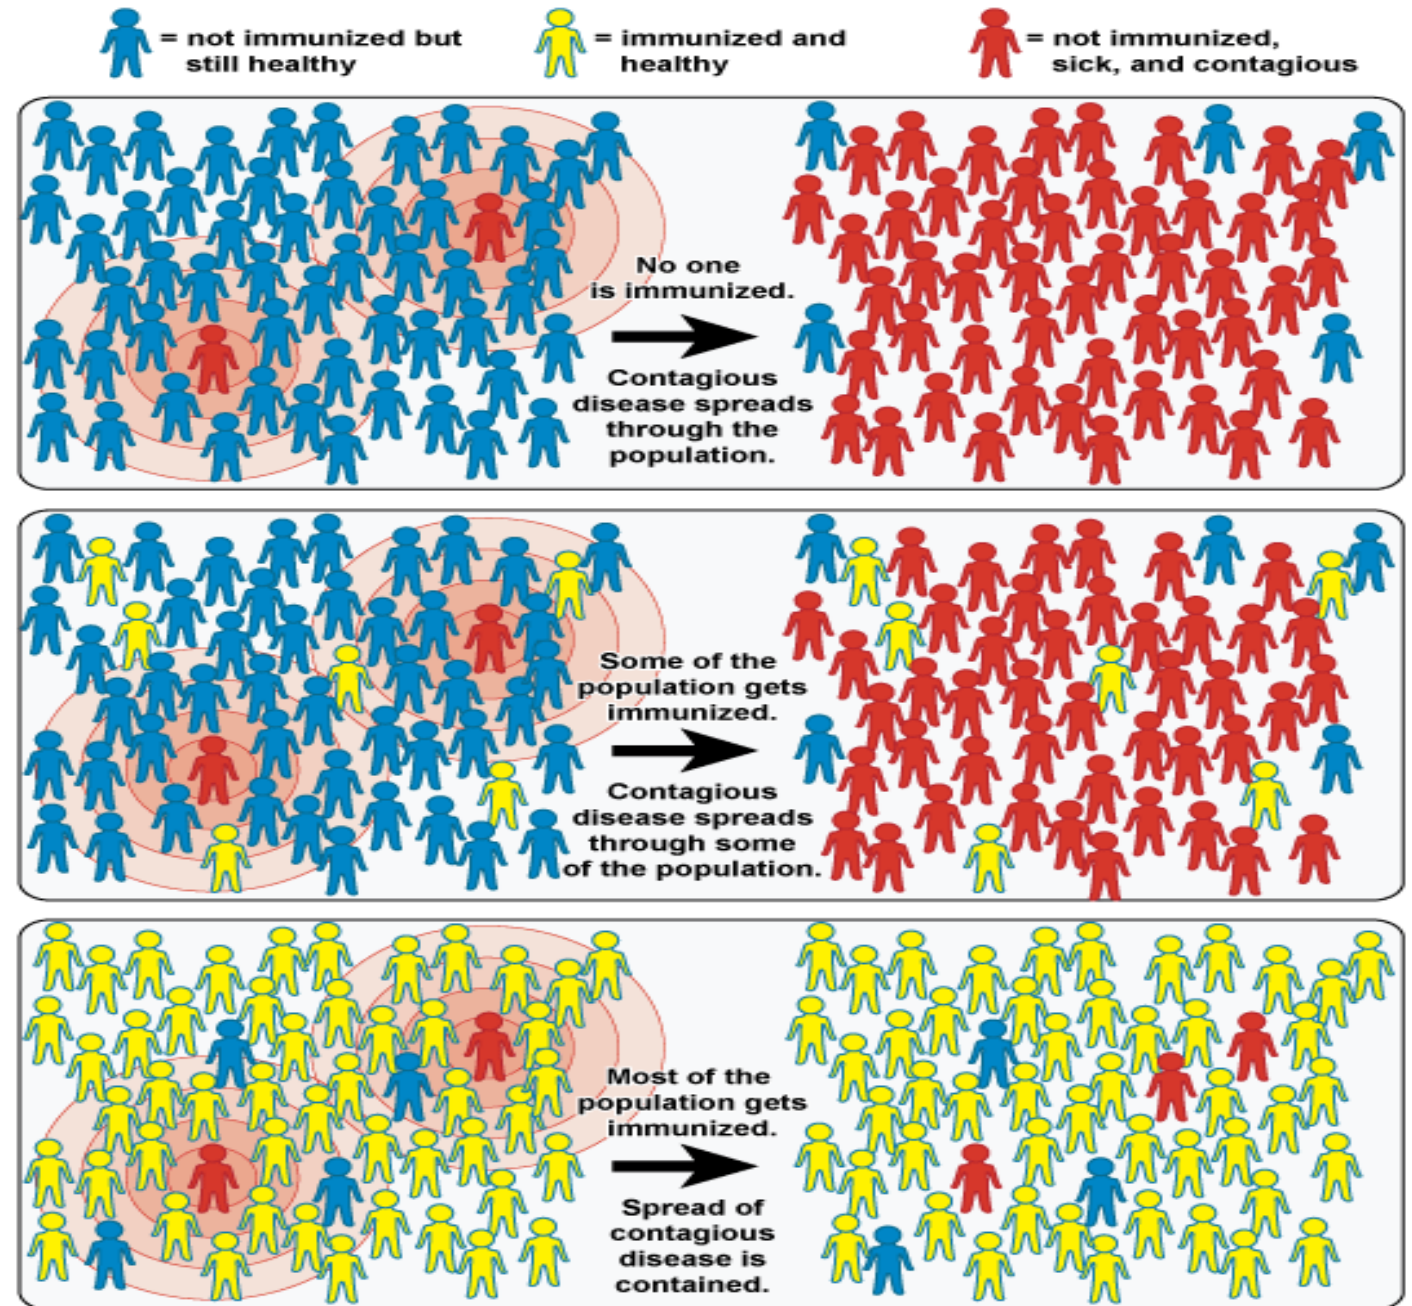 = not immunized but
still healthy
= immunized and
healthy
= not immunized,
sick, and contagious
No one
is immunized.
Contagious
disease spreads
through the
population.
Some of the
population gets
immunized.
Contagious
disease spreads
through some
of the population.
Most of the
population gets
immunized.
Spread of
contagious
disease is
contained.